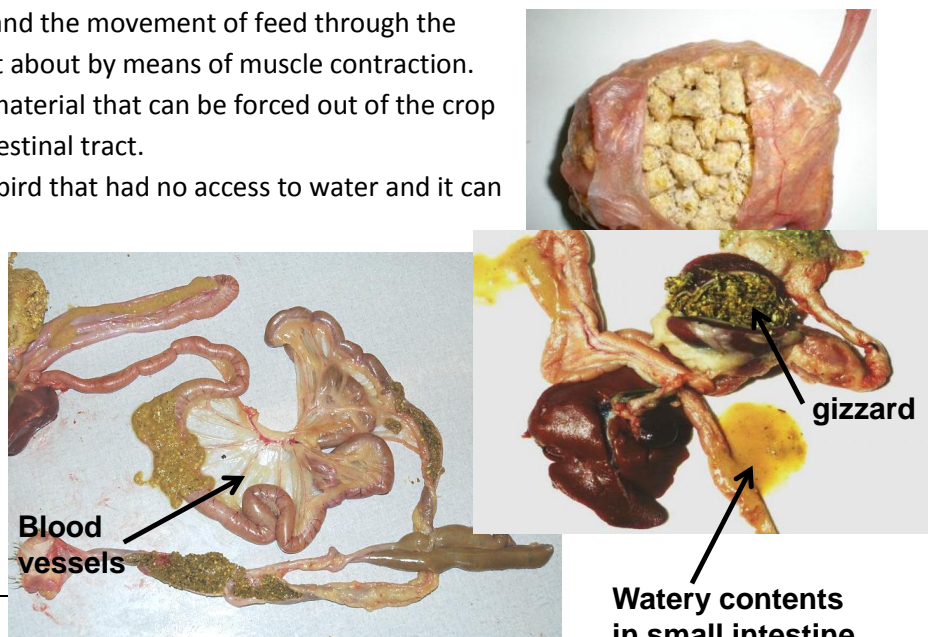 and the movement of feed through the
t about by means of muscle contraction.
material that can be forced out of the crop
estinal tract.
bird that had no access to water and it can
gizzard
Blood
vessels
Watery contents
in small intestine